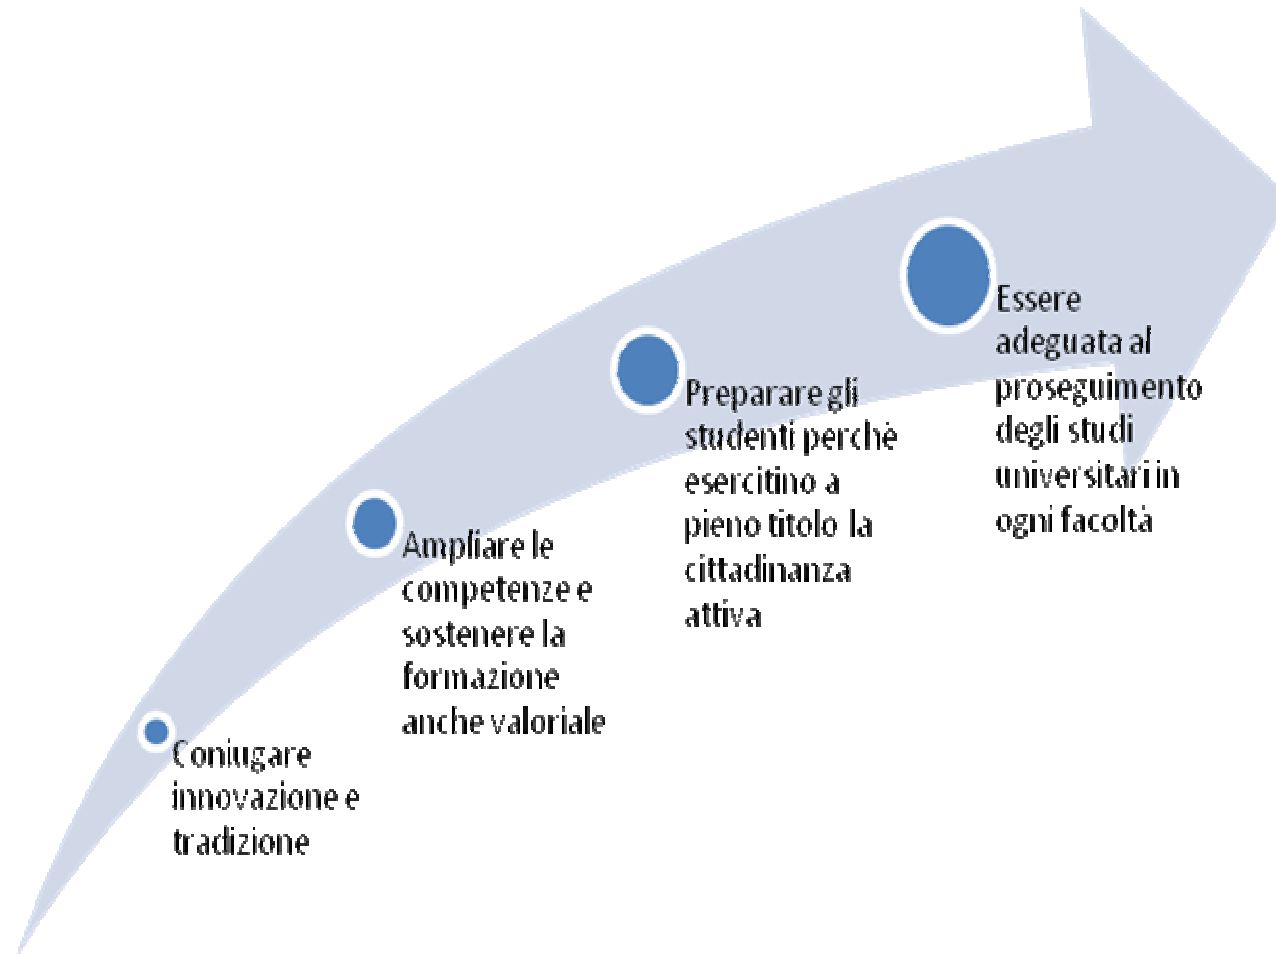 Coniugare
innovazione e
tradizione
Ampliare le
competenze e
sostenere la
formazione
anche valoriale
Preparare gli
studenti perchè
esercitino a
pieno titolo la
cittadinanza
attiva
Essere
adeguata al
proseguimento
degli studi
universitari in
ogni facoltà